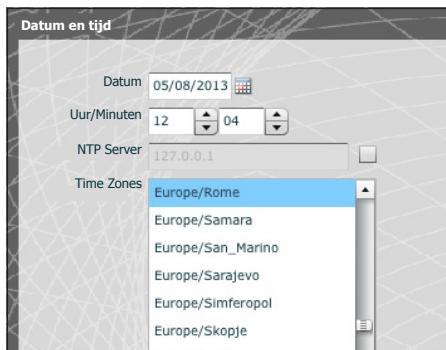 Datum en tijd
Datum 05/08/2013
Uur/Minuten 12 04
NTP Server 127.0.0.1
Time Zones Europe/Rome
Europe/Samara
Europe/San_Marino
Europe/Sarajevo
Europe/Simferopol
Europe/Skopje